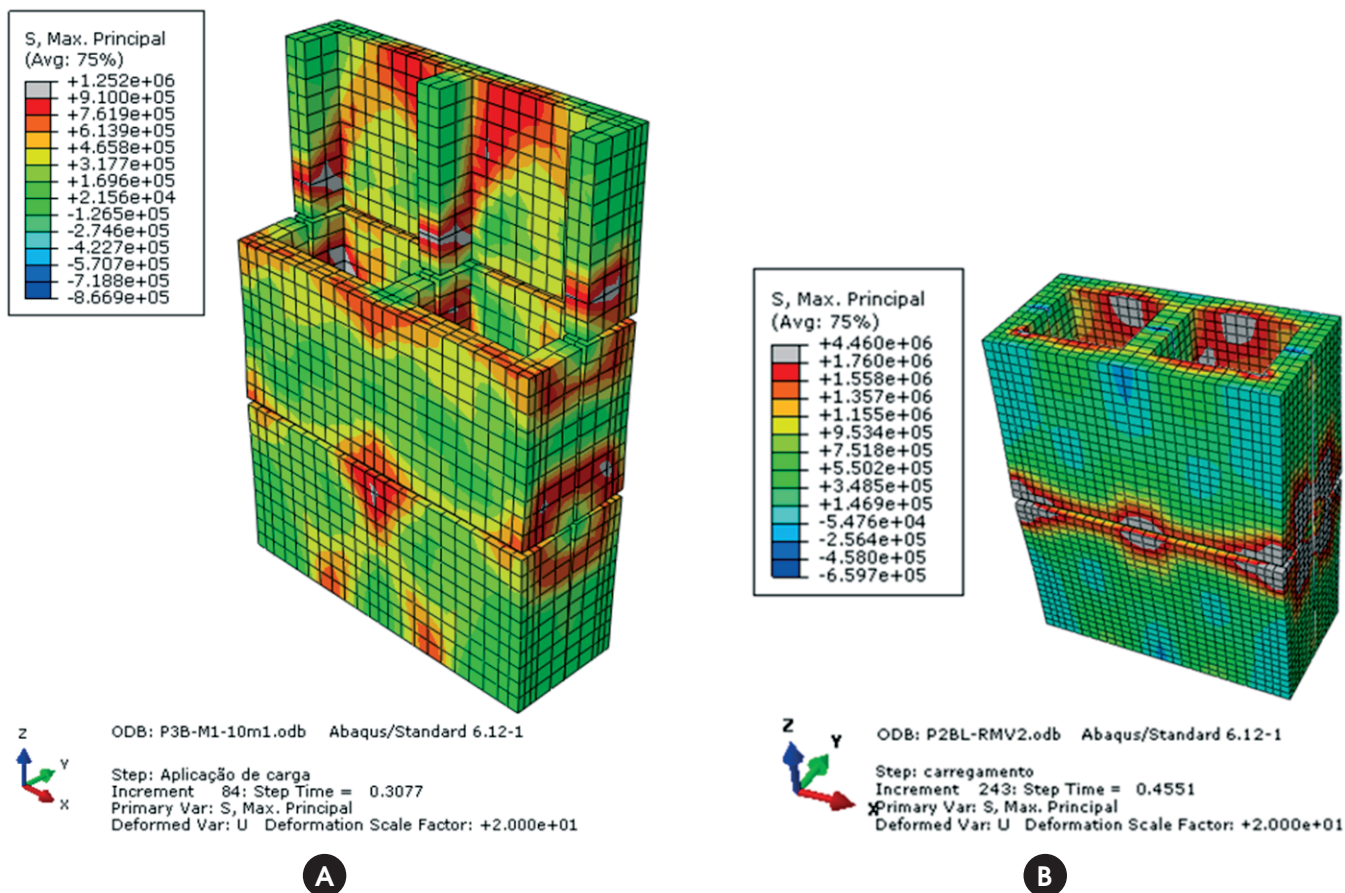 S, Max. Principal
(Avg: 75%)
+1.252e+06
+9.100e+05
+7.619e+05
+6.139e+05
+4.658e+05
+3.177e+05
+1.696e+05
+2.156e+04
-1.265e+05
-2.746e+05
-4.227e+05
-5.707e+05
-7.188e+05
-8.669e+05
Z
Y
X
ODB: P3B-M1-10m1.odb Abaqus/Standard 6.12-1
Step: Aplicação de carga
Increment 84: Step Time = 0.3077
Primary Var: S, Max. Principal
Deformed Var: U Deformation Scale Factor: +2.000e+01
A
S, Max. Principal
(Avg: 75%)
+4.460e+06
+1.760e+06
+1.558e+06
+1.357e+06
+1.155e+06
+9.534e+05
+7.518e+05
+5.502e+05
+3.485e+05
+1.469e+05
-5.476e+04
-2.564e+05
-4.580e+05
-6.597e+05
Z
Y
X
ODB: P2BL-RMV2.odb Abaqus/Standard 6.12-1
Step: carregamento
Increment 243: Step Time = 0.4551
Primary Var: S, Max. Principal
Deformed Var: U Deformation Scale Factor: +2.000e+01
B